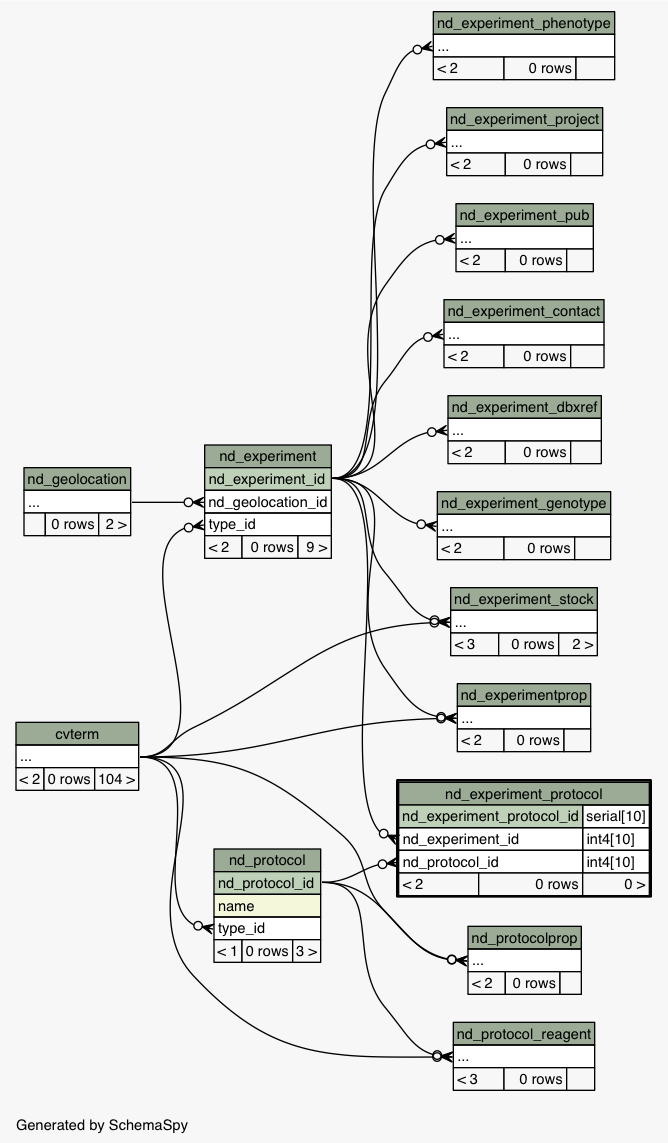 nd_experiment_phenotype
...
< 2 0 rows
nd_experiment_project
...
< 2 0 rows
nd_experiment_pub
...
< 2 0 rows
nd_experiment_contact
...
< 2 0 rows
nd_experiment_dbxref
...
< 2 0 rows
nd_geolocation
...
0 rows 2 >
nd_experiment
nd_experiment_id
nd_geolocation_id
type_id
< 2 0 rows 9 >
nd_experiment_genotype
...
< 2 0 rows
nd_experiment_stock
...
< 3 0 rows 2 >
nd_experimentprop
...
< 2 0 rows
cvterm
...
< 2 0 rows 104 >
nd_experiment_protocol
nd_experiment_protocol_id serial[10]
nd_experiment_id int4[10]
nd_protocol_id int4[10]
< 2 0 rows 0 >
nd_protocol
nd_protocol_id
name
type_id
< 1 0 rows 3 >
nd_protocolprop
...
< 2 0 rows
nd_protocol_reagent
...
< 3 0 rows
Generated by SchemaSpy